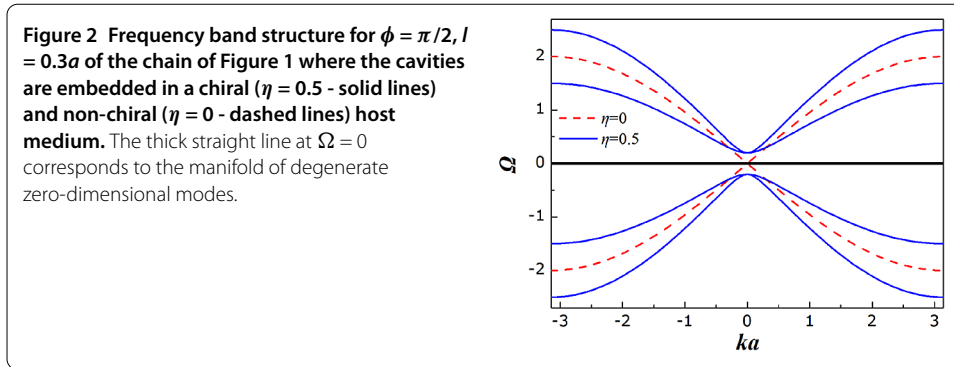 Figure 2 Frequency band structure for ϕ = π/2, l
= 0.3a of the chain of Figure 1 where the cavities
are embedded in a chiral (η = 0.5 - solid lines)
and non-chiral (η = 0 - dashed lines) host
medium. The thick straight line at Ω = 0
corresponds to the manifold of degenerate
zero-dimensional modes.
2
1
0
-1
-2
Ω
η=0
η=0.5
-3 -2 -1 0 1 2 3
ka